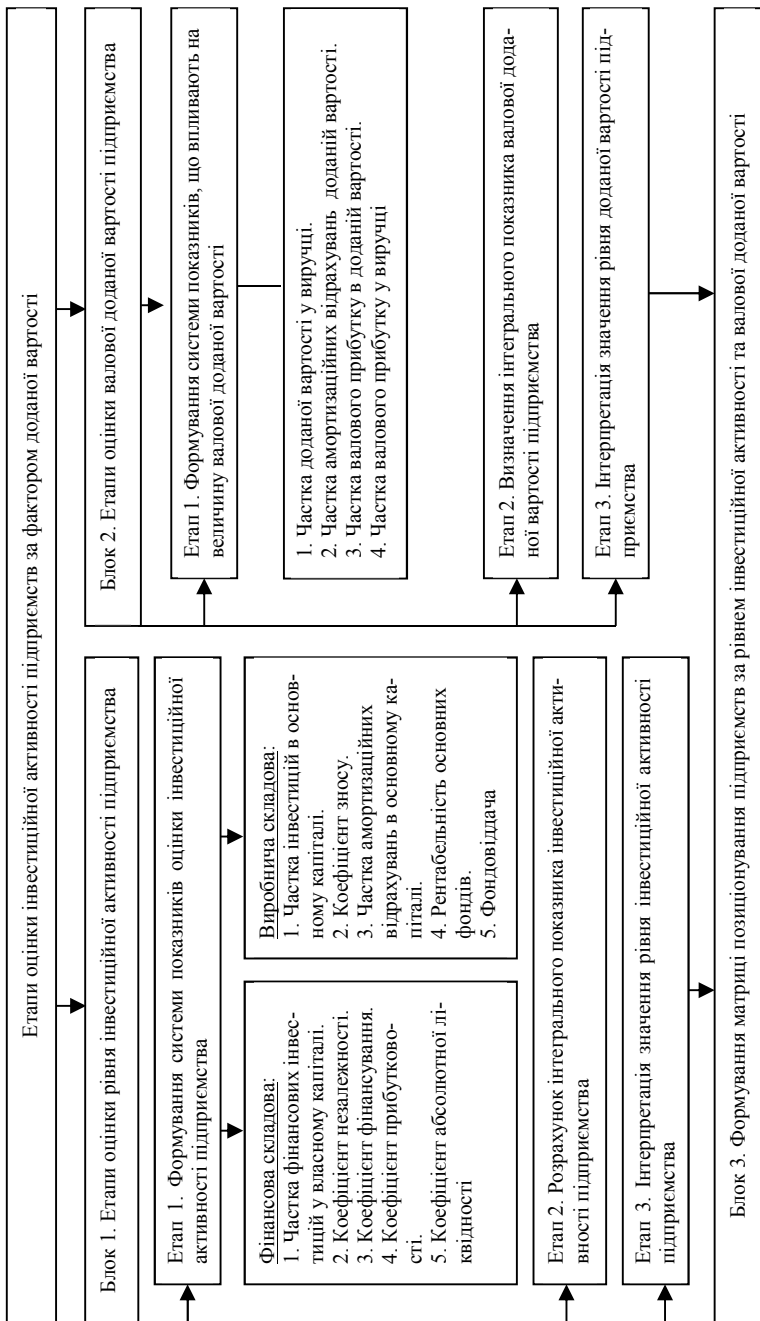 Етапи оцінки інвестиційної активності підприємств за фактором доданої вартості
Блок 1. Етапи оцінки рівня інвестиційної активності підприємства
Етап 1. Формування системи показників оцінки інвестиційної
активності підприємства
Фінансова складова:
1. Частка фінансових інвес-
тицій у власному капіталі.
2. Коефіцієнт незалежності.
3. Коефіцієнт фінансування.
4. Коефіцієнт прибутково-
сті.
5. Коефіцієнт абсолютної лі-
квідності
Виробнича складова:
1. Частка інвестицій в основ-
ному капіталі.
2. Коефіцієнт зносу.
3. Частка амортизаційних
відрахувань в основному ка-
піталі.
4. Рентабельність основних
фондів.
5. Фондовіддача
Етап 2. Розрахунок інтегрального показника інвестиційної акти-
вності підприємства
Етап 3. Інтерпретація значення рівня інвестиційної активності
підприємства
Блок 2. Етапи оцінки валової доданої вартості підприємства
Етап 1. Формування системи показників, що впливають на
величину валової доданої вартості
1. Частка доданої вартості у виручці.
2. Частка амортизаційних відрахувань доданій вартості.
3. Частка валового прибутку в доданій вартості.
4. Частка валового прибутку у виручці
Етап 2. Визначення інтегрального показника валової дода-
ної вартості підприємства
Етап 3. Інтерпретація значення рівня доданої вартості під-
приємства
Блок 3. Формування матриці позиціонування підприємств за рівнем інвестиційної активності та валової доданої вартості